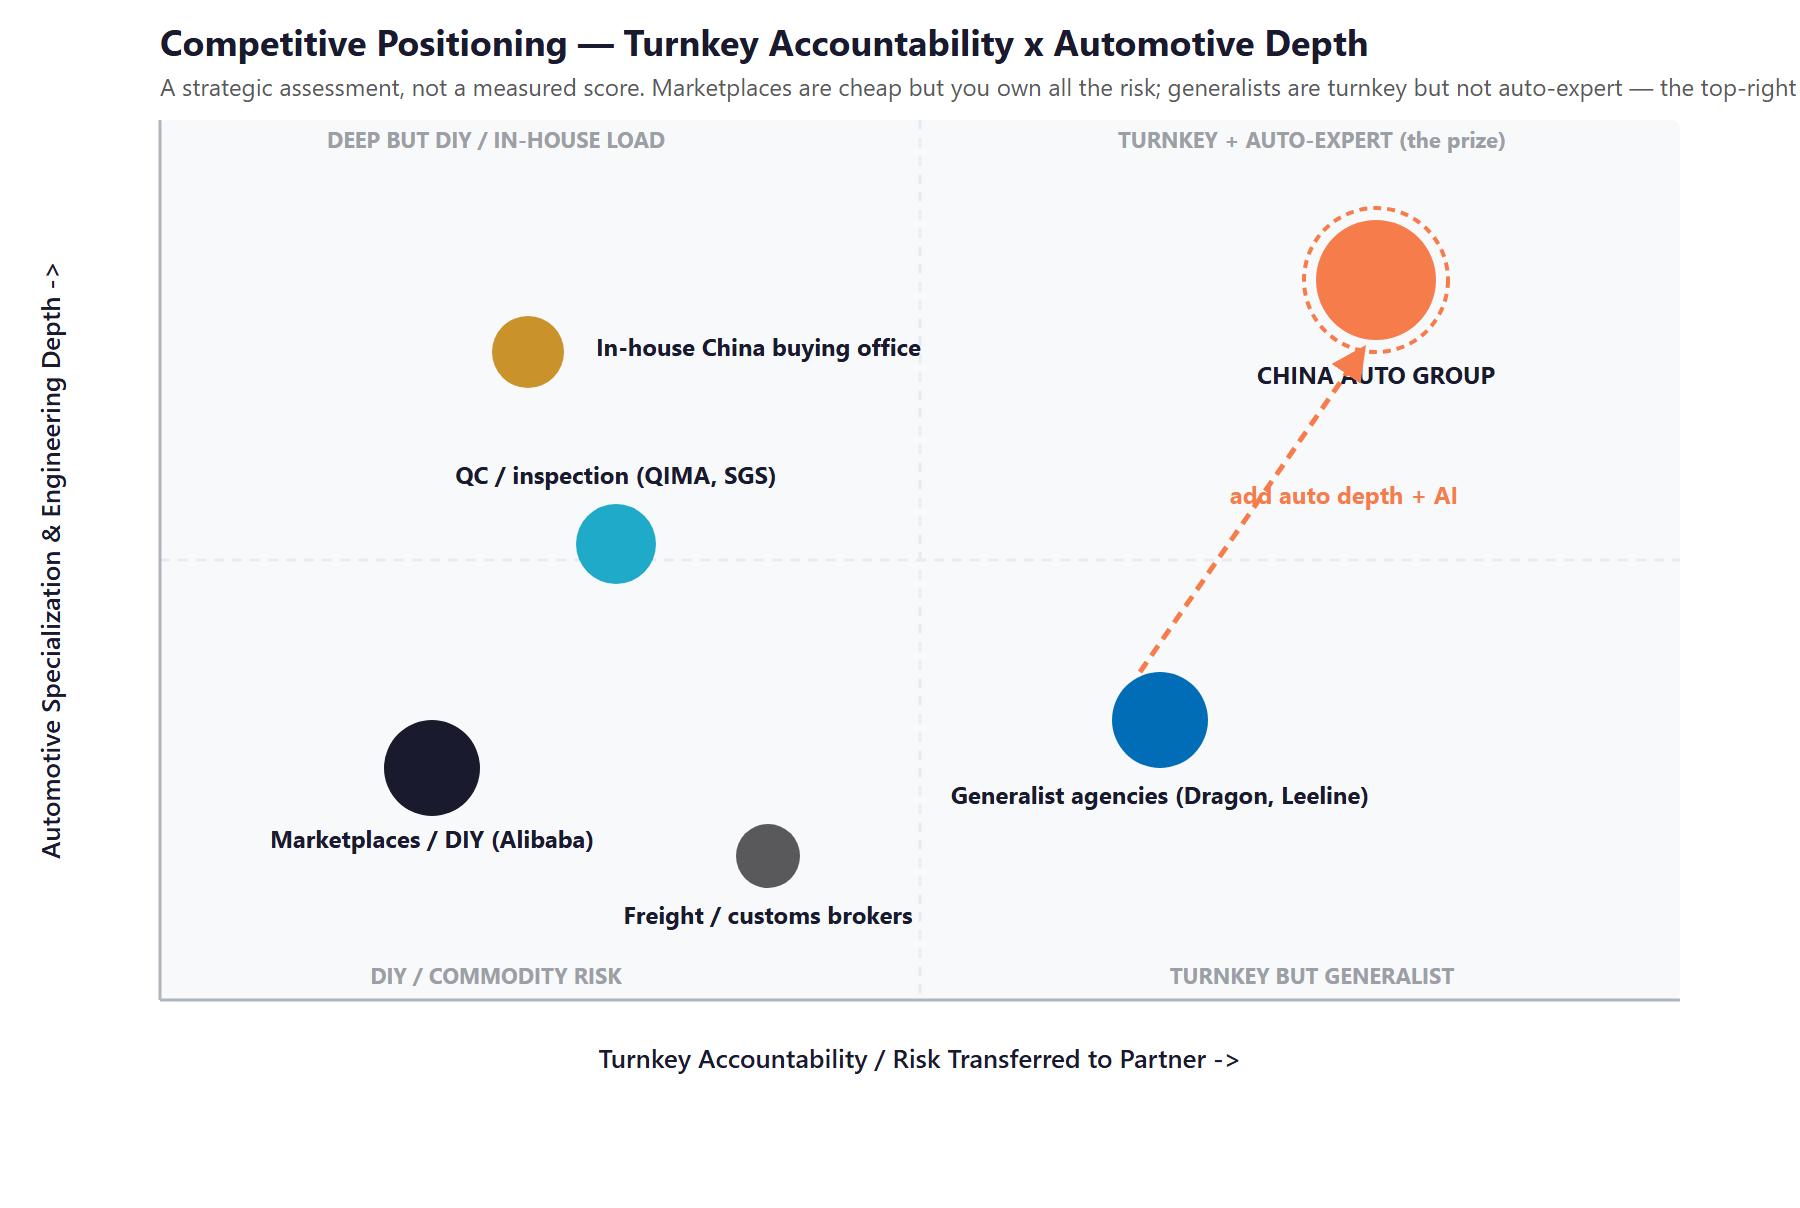 Competitive Positioning — Turnkey Accountability x Automotive Depth
A strategic assessment, not a measured score. Marketplaces are cheap but you own all the risk; generalists are turnkey but not auto-expert — the top-right
DEEP BUT DIY / IN-HOUSE LOAD
TURNKEY + AUTO-EXPERT (the prize)
In-house China buying office
CHINA AUTO GROUP
QC / inspection (QIMA, SGS)
add auto depth + AI
Automotive Specialization & Engineering Depth ->
Generalist agencies (Dragon, Leeline)
Marketplaces / DIY (Alibaba)
Freight / customs brokers
DIY / COMMODITY RISK
TURNKEY BUT GENERALIST
Turnkey Accountability / Risk Transferred to Partner ->